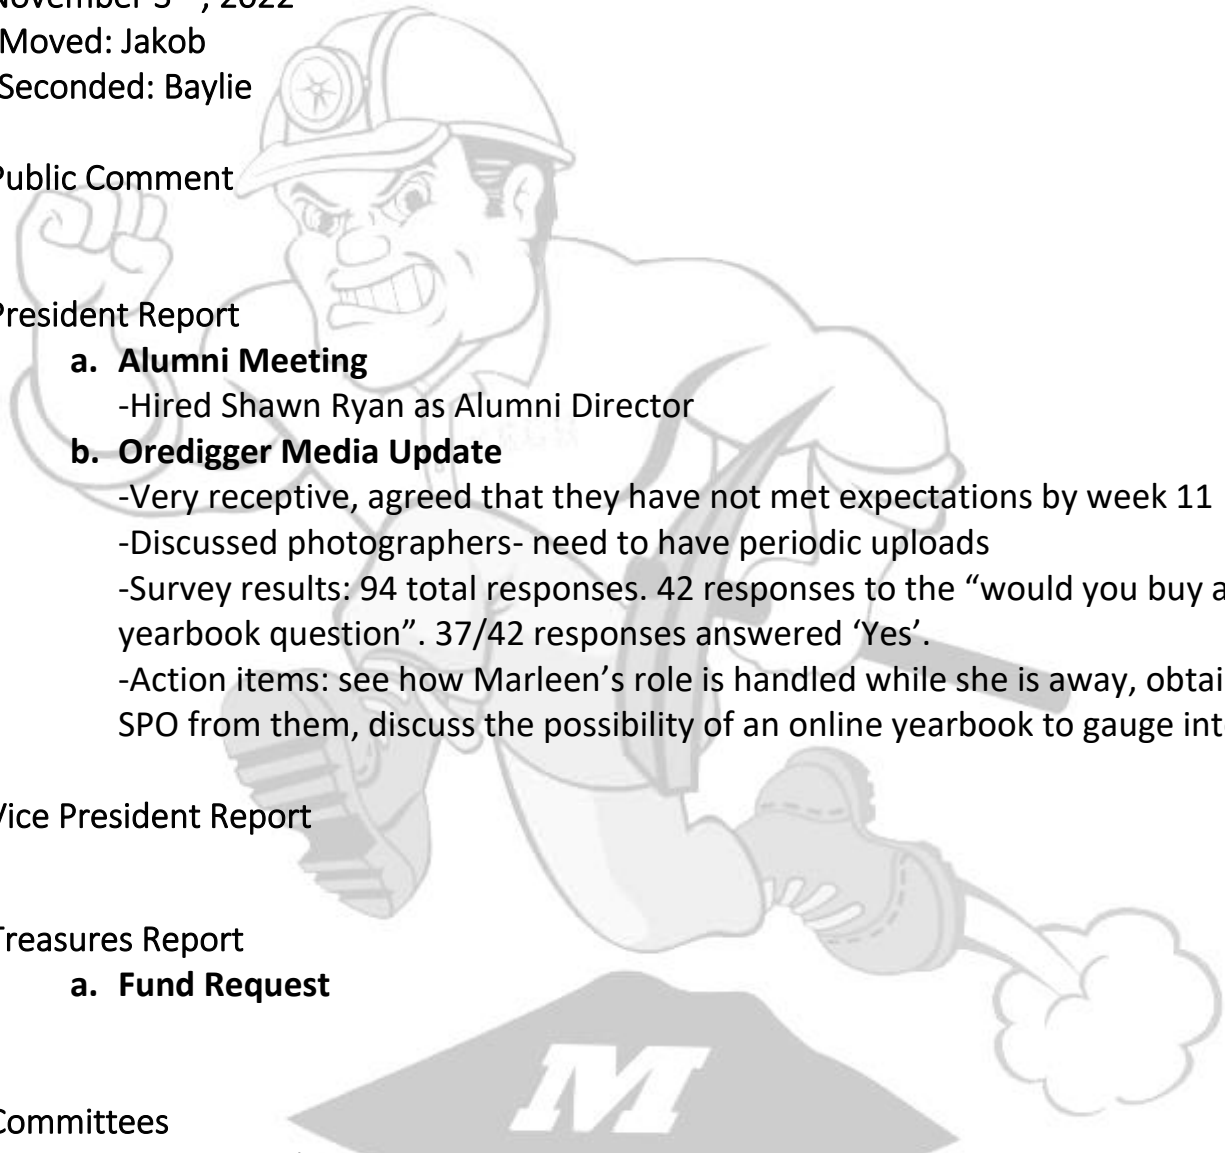 November 3, 2022
Moved: Jakob
Seconded: Baylie
Public Comment
President Report
a. Alumni Meeting
-Hired Shawn Ryan as Alumni Director
b. Oredigger Media Update
-Very receptive, agreed that they have not met expectations by week 11
-Discussed photographers- need to have periodic uploads
-Survey results: 94 total responses. 42 responses to the “would you buy a
yearbook question”. 37/42 responses answered ‘Yes’.
-Action items: see how Marleen’s role is handled while she is away, obtai
SPO from them, discuss the possibility of an online yearbook to gauge int
Vice President Report
Treasures Report
a. Fund Request
M
Committees